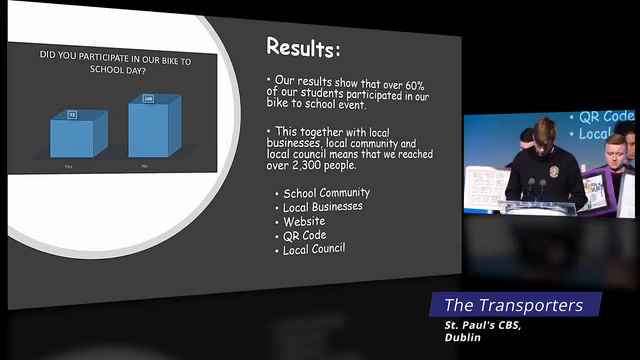 DID YOU PARTICIPATE IN OUR BIKE TO
SCHOOL DAY?
Yes
No
Results:
• Our results show that over 60%
of our students participated in our
bike to school event.
• This together with local
businesses, local community and
local council means that we reached
over 2,300 people.
• School Community
• Local Businesses
• Website
• QR Code
• Local Council
• QR Code
• Local
The Transporters
St. Paul's CBS,
Dublin